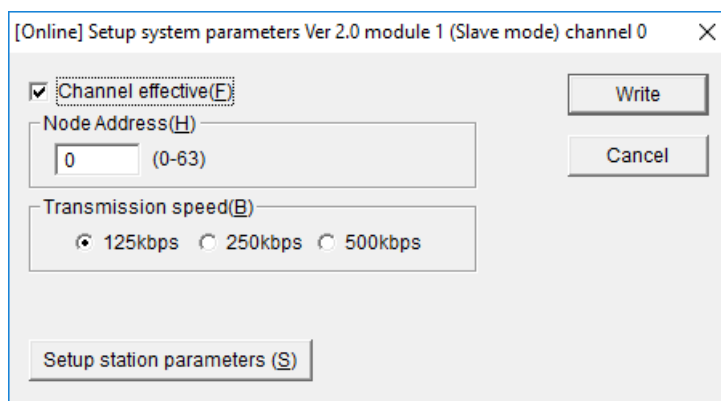 [Online] Setup system parameters Ver 2.0 module 1 (Slave mode) channel 0
Channel effective(F)
Write
Node Address(H)
0 (0-63)
Cancel
Transmission speed(B)
125kbps 250kbps 500kbps
Setup station parameters (S)